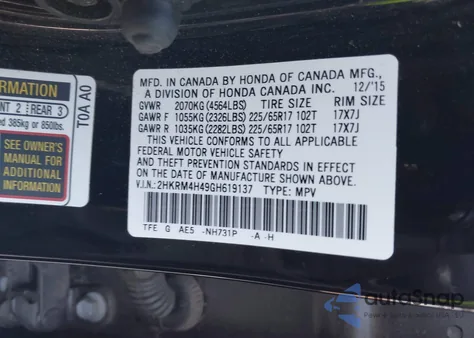 MFD. IN CANADA BY HONDA OF CANADA MFG.,
A DIVISION OF HONDA CANADA INC. 12/'15
GVWR 2070KG (4564LBS) TIRE SIZE RIM SIZE
GAWR F 1055KG (2326LBS) 225/65R17 102T 17X7J
GAWR R 1035KG (2282LBS) 225/65R17 102T 17X7J
THIS VEHICLE CONFORMS TO ALL APPLICABLE
FEDERAL MOTOR VEHICLE SAFETY
AND THEFT PREVENTION STANDARDS IN EFFECT
ON THE DATE OF MANUFACTURE SHOWN ABOVE.
V.I.N.: 2HKRM4H49GH619137 TYPE: MPV
TFE G AE5 -NH731P -A -H
FORMATION
NT 2 REAR 3
d 385kg or 850lbs.
SEE OWNER'S
MANUAL FOR
ADDITIONAL
INFORMATION
T0A A0
autoSnap